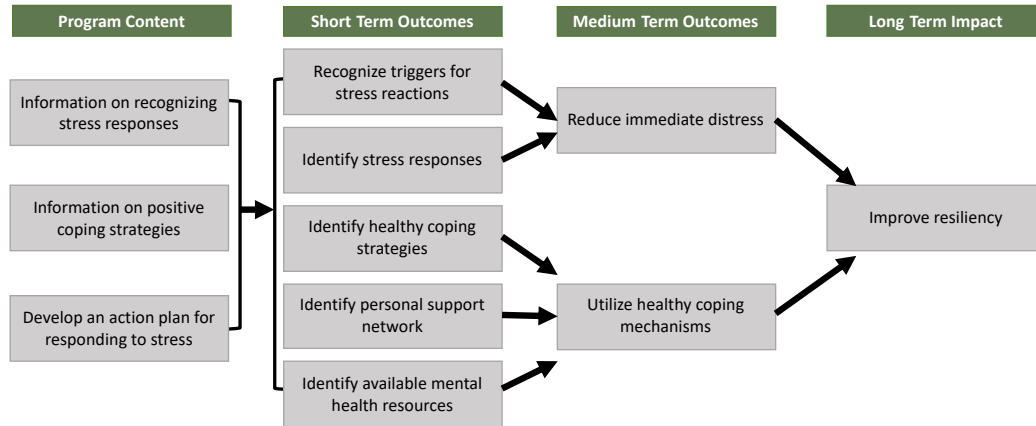 Program Content
Short Term Outcomes
Medium Term Outcomes
Long Term Impact
Information on recognizing
stress responses
Information on positive
coping strategies
Develop an action plan for
responding to stress
Recognize triggers for
stress reactions
Identify stress responses
Identify healthy coping
strategies
Identify personal support
network
Identify available mental
health resources
Reduce immediate distress
Utilize healthy coping
mechanisms
Improve resiliency